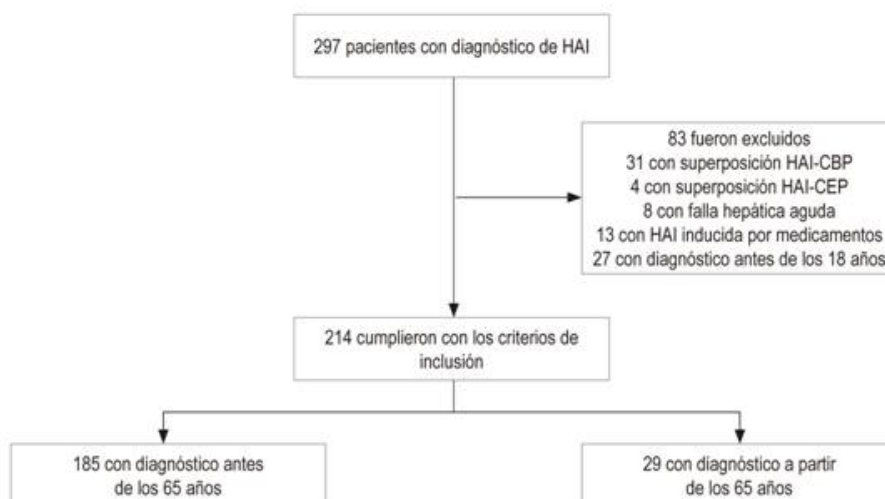 297 pacientes con diagnóstico de HAI
83 fueron excluidos
31 con superposición HAI-CBP
4 con superposición HAI-CEP
8 con falla hepática aguda
13 con HAI inducida por medicamentos
27 con diagnóstico antes de los 18 años
214 cumplieron con los criterios de
inclusión
185 con diagnóstico antes
de los 65 años
29 con diagnóstico a partir
de los 65 años